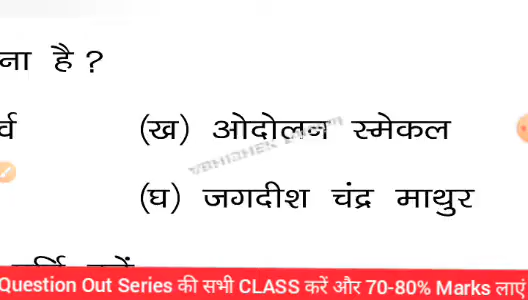 ना है ?
र्व (ख) ओदोलन स्मेकल
(घ) जगदीश चंद्र माथुर
Question Out Series की सभी CLASS करें और 70-80% Marks लाएं